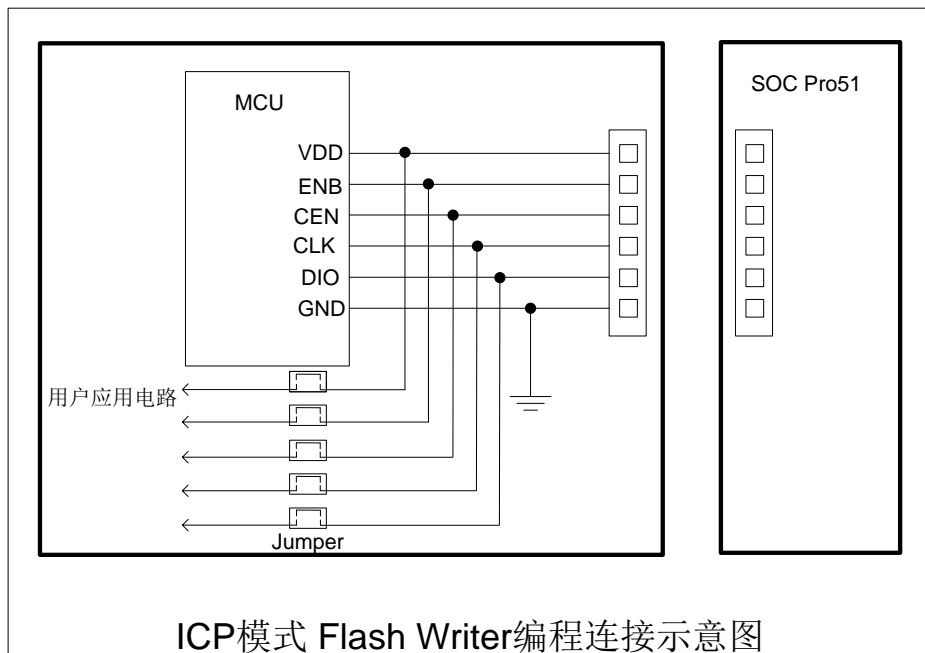 MCU
SOC Pro51
VDD
ENB
CEN
CLK
DIO
GND
用户应用电路
Jumper
ICP模式 Flash Writer编程连接示意图